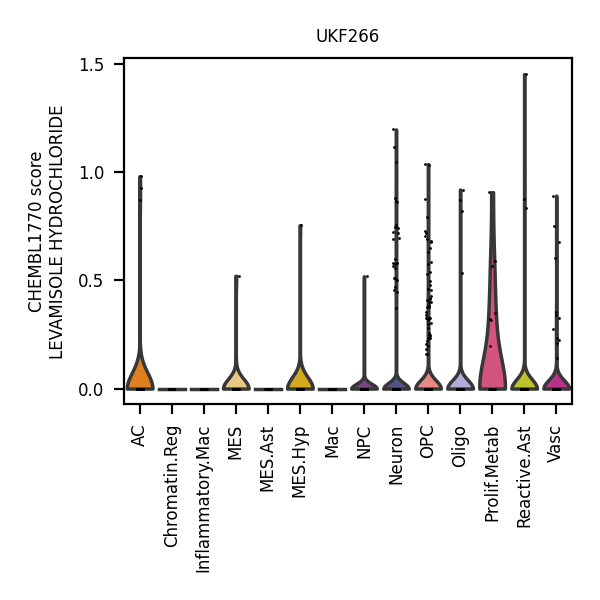 UKF266
CHEMBL1770 score
LEVAMISOLE HYDROCHLORIDE
1.5
1.0
0.5
0.0
AC
Chromatin.Reg
Inflammatory.Mac
MES
MES.Ast
MES.Hyp
Mac
NPC
Neuron
OPC
Oligo
Prolif.Metab
Reactive.Ast
Vasc